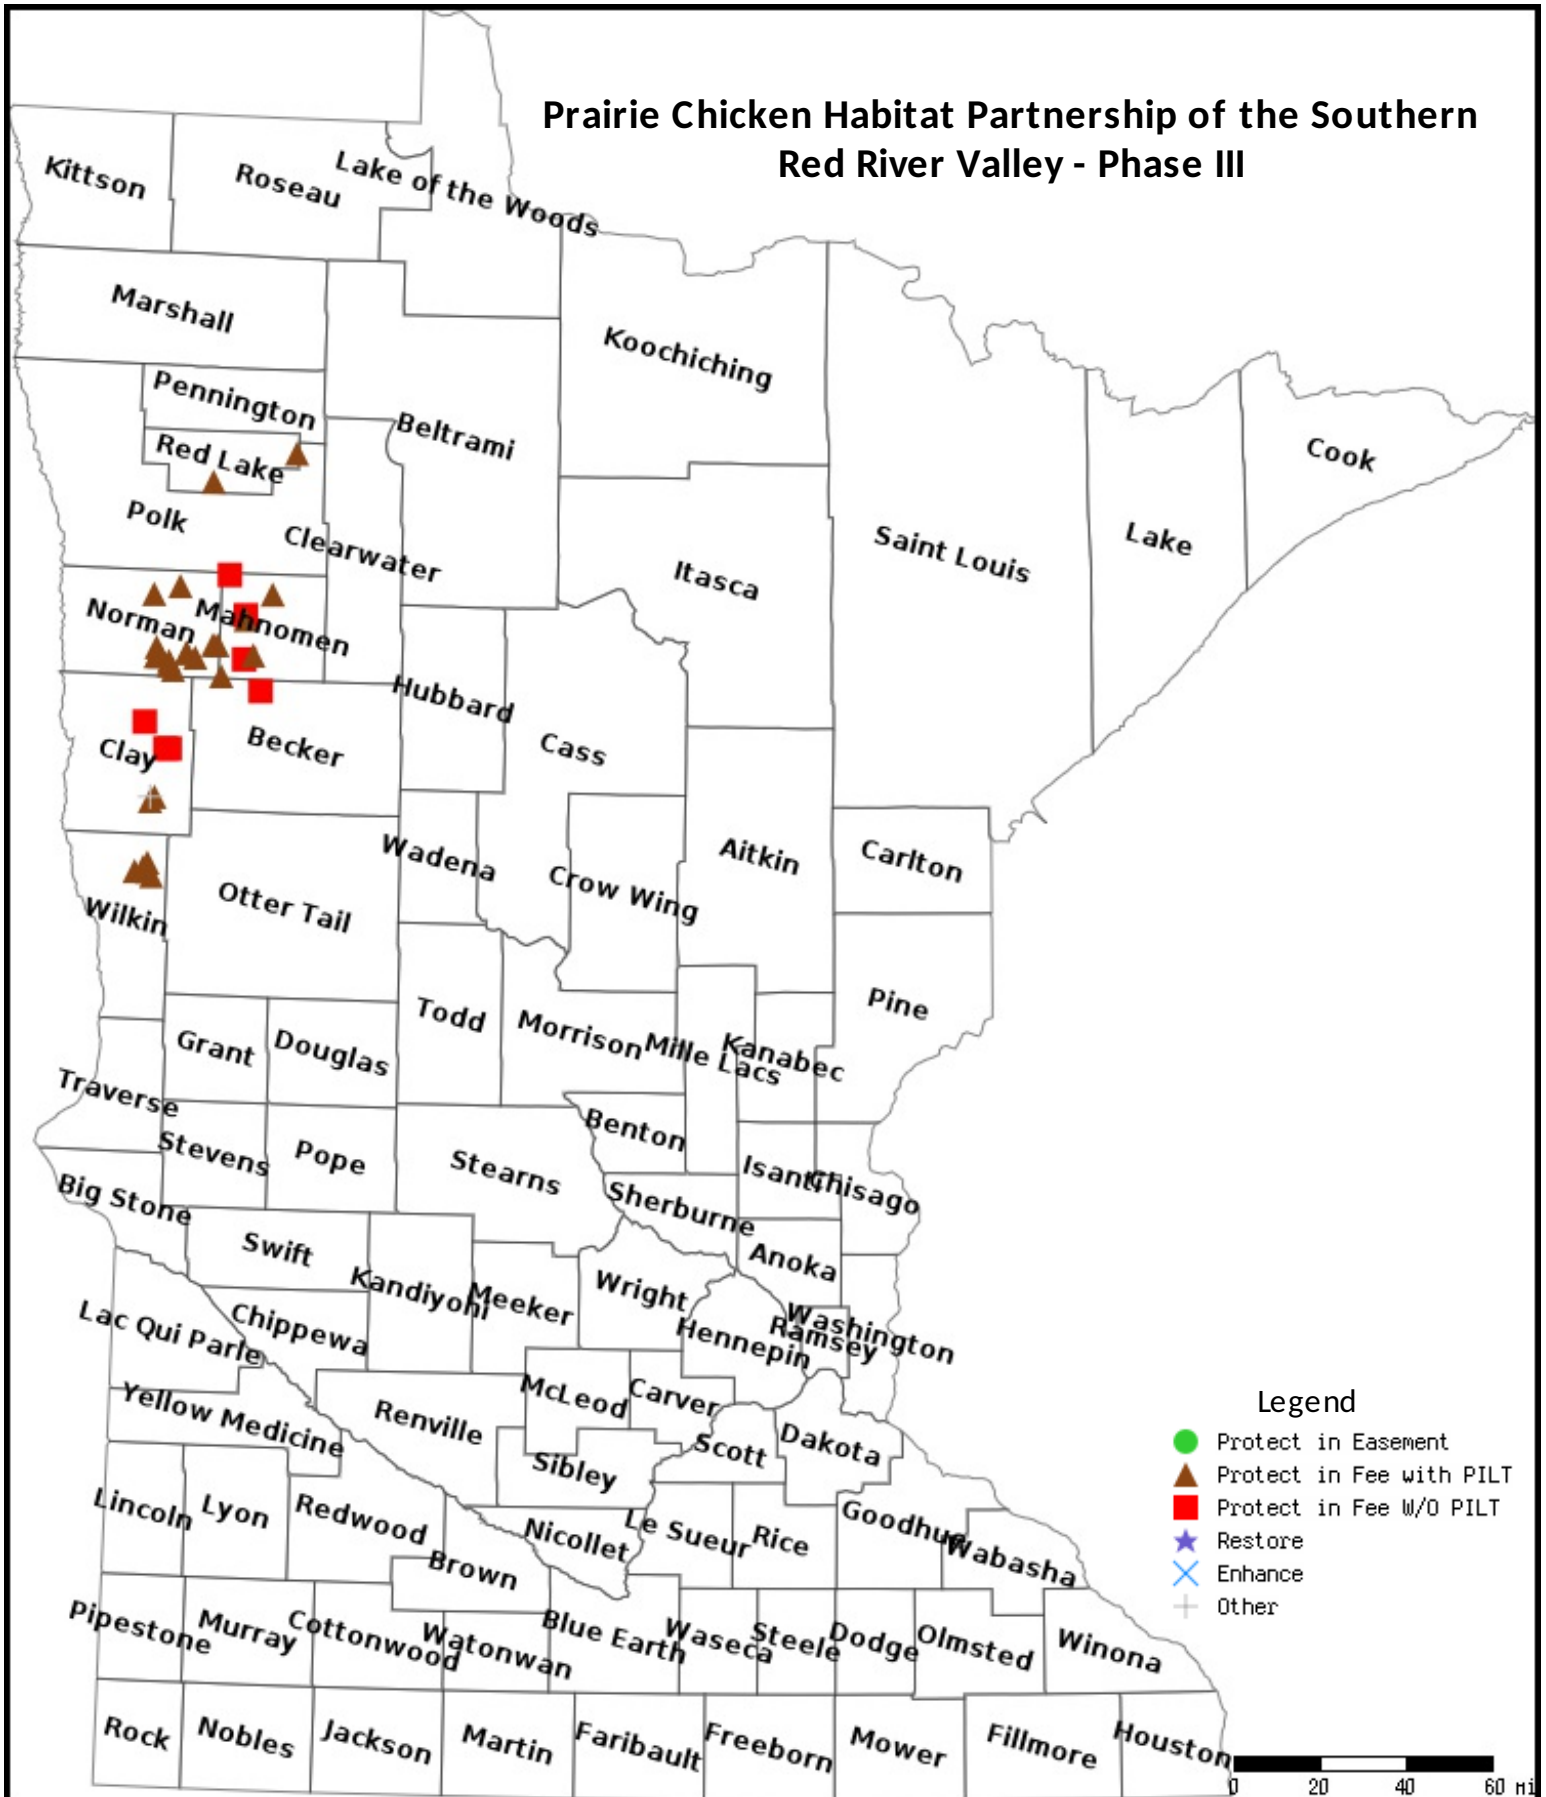 Prairie Chicken Habitat Partnership of the Southern
Red River Valley - Phase III
Kittson
Roseau
Lake of the Woods
Marshall
Koochiching
Pennington
Beltrami
Red Lake
Cook
Polk
Clearwater
Saint Louis
Lake
Itasca
Norman
Mahnomen
Hubbard
Cass
Becker
Clay
Wadena
Aitkin
Carlton
Crow Wing
Otter Tail
Wilkin
Pine
Todd
Morrison
Mille Lacs
Kanabec
Grant
Douglas
Traverse
Benton
Stevens
Pope
Stearns
Isanti
Chisago
Big Stone
Sherburne
Swift
Anoka
Kandiyohi
Meeker
Wright
Washington
Ramsey
Hennepin
Lac Qui Parle
Chippewa
McLeod
Carver
Yellow Medicine
Renville
Scott
Dakota
Sibley
Lincoln
Lyon
Redwood
Nicollet
Le Sueur
Rice
Goodhue
Wabasha
Brown
Pipestone
Murray
Cottonwood
Watonwan
Blue Earth
Waseca
Steele
Dodge
Olmsted
Winona
Rock
Nobles
Jackson
Martin
Faribault
Freeborn
Mower
Fillmore
Houston
Legend
Protect in Easement
Protect in Fee with PILT
Protect in Fee W/O PILT
Restore
Enhance
Other
0 20 40 60 mi